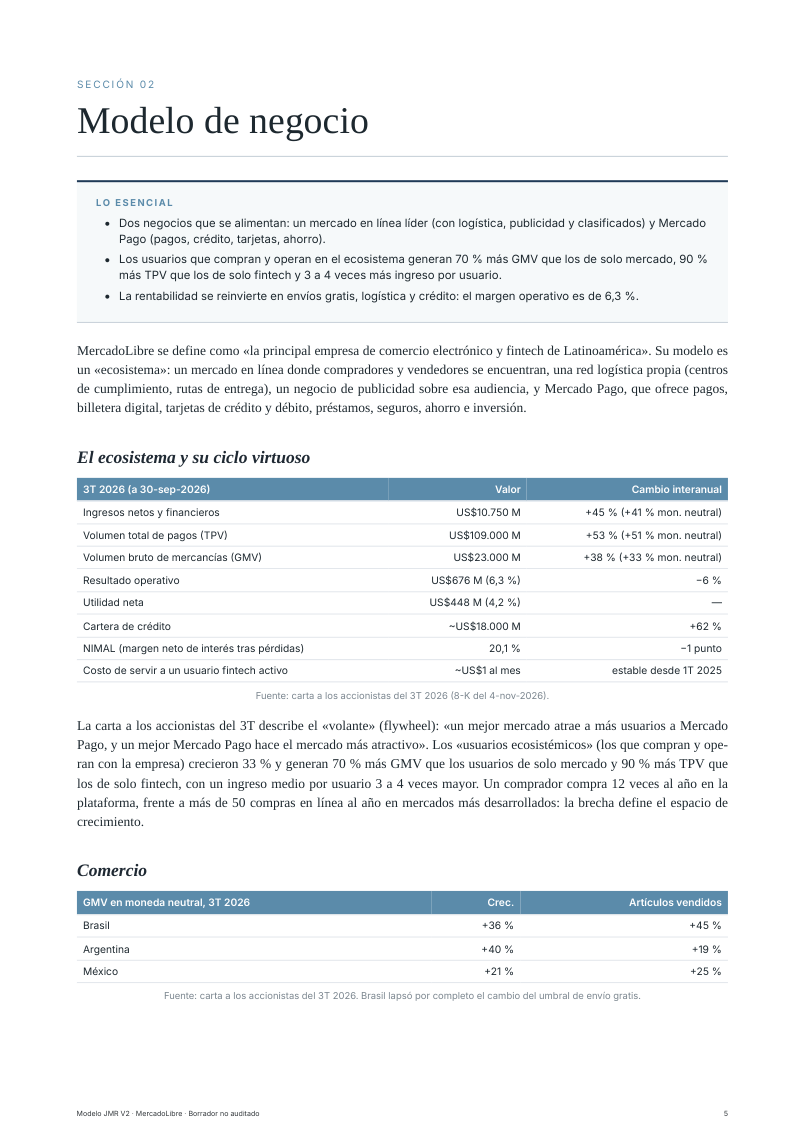 SECCIÓN 02
Modelo de negocio
LO ESENCIAL
• Dos negocios que se alimentan: un mercado en línea líder (con logística, publicidad y clasificados) y Mercado
Pago (pagos, crédito, tarjetas, ahorro).
• Los usuarios que compran y operan en el ecosistema generan 70 % más GMV que los de solo mercado, 90 %
más TPV que los de solo fintech y 3 a 4 veces más ingreso por usuario.
• La rentabilidad se reinvierte en envíos gratis, logística y crédito: el margen operativo es de 6,3 %.
MercadoLibre se define como «la principal empresa de comercio electrónico y fintech de Latinoamérica». Su modelo es
un «ecosistema»: un mercado en línea donde compradores y vendedores se encuentran, una red logística propia (centros
de cumplimiento, rutas de entrega), un negocio de publicidad sobre esa audiencia, y Mercado Pago, que ofrece pagos,
billetera digital, tarjetas de crédito y débito, préstamos, seguros, ahorro e inversión.
El ecosistema y su ciclo virtuoso
3T 2026 (a 30-sep-2026) Valor Cambio interanual
Ingresos netos y financieros US$10.750 M +45 % (+41 % mon. neutral)
Volumen total de pagos (TPV) US$109.000 M +53 % (+51 % mon. neutral)
Volumen bruto de mercancías (GMV) US$23.000 M +38 % (+33 % mon. neutral)
Resultado operativo US$676 M (6,3 %) −6 %
Utilidad neta US$448 M (4,2 %) —
Cartera de crédito ~US$18.000 M +62 %
NIMAL (margen neto de interés tras pérdidas) 20,1 % −1 punto
Costo de servir a un usuario fintech activo ~US$1 al mes estable desde 1T 2025
Fuente: carta a los accionistas del 3T 2026 (8-K del 4-nov-2026).
La carta a los accionistas del 3T describe el «volante» (flywheel): «un mejor mercado atrae a más usuarios a Mercado
Pago, y un mejor Mercado Pago hace el mercado más atractivo». Los «usuarios ecosistémicos» (los que compran y ope-
ran con la empresa) crecieron 33 % y generan 70 % más GMV que los usuarios de solo mercado y 90 % más TPV que
los de solo fintech, con un ingreso medio por usuario 3 a 4 veces mayor. Un comprador compra 12 veces al año en la
plataforma, frente a más de 50 compras en línea al año en mercados más desarrollados: la brecha define el espacio de
crecimiento.
Comercio
GMV en moneda neutral, 3T 2026 Crec. Artículos vendidos
Brasil +36 % +45 %
Argentina +40 % +19 %
México +21 % +25 %
Fuente: carta a los accionistas del 3T 2026. Brasil lapsó por completo el cambio del umbral de envío gratis.
Modelo JMR V2 · MercadoLibre · Borrador no auditado 5